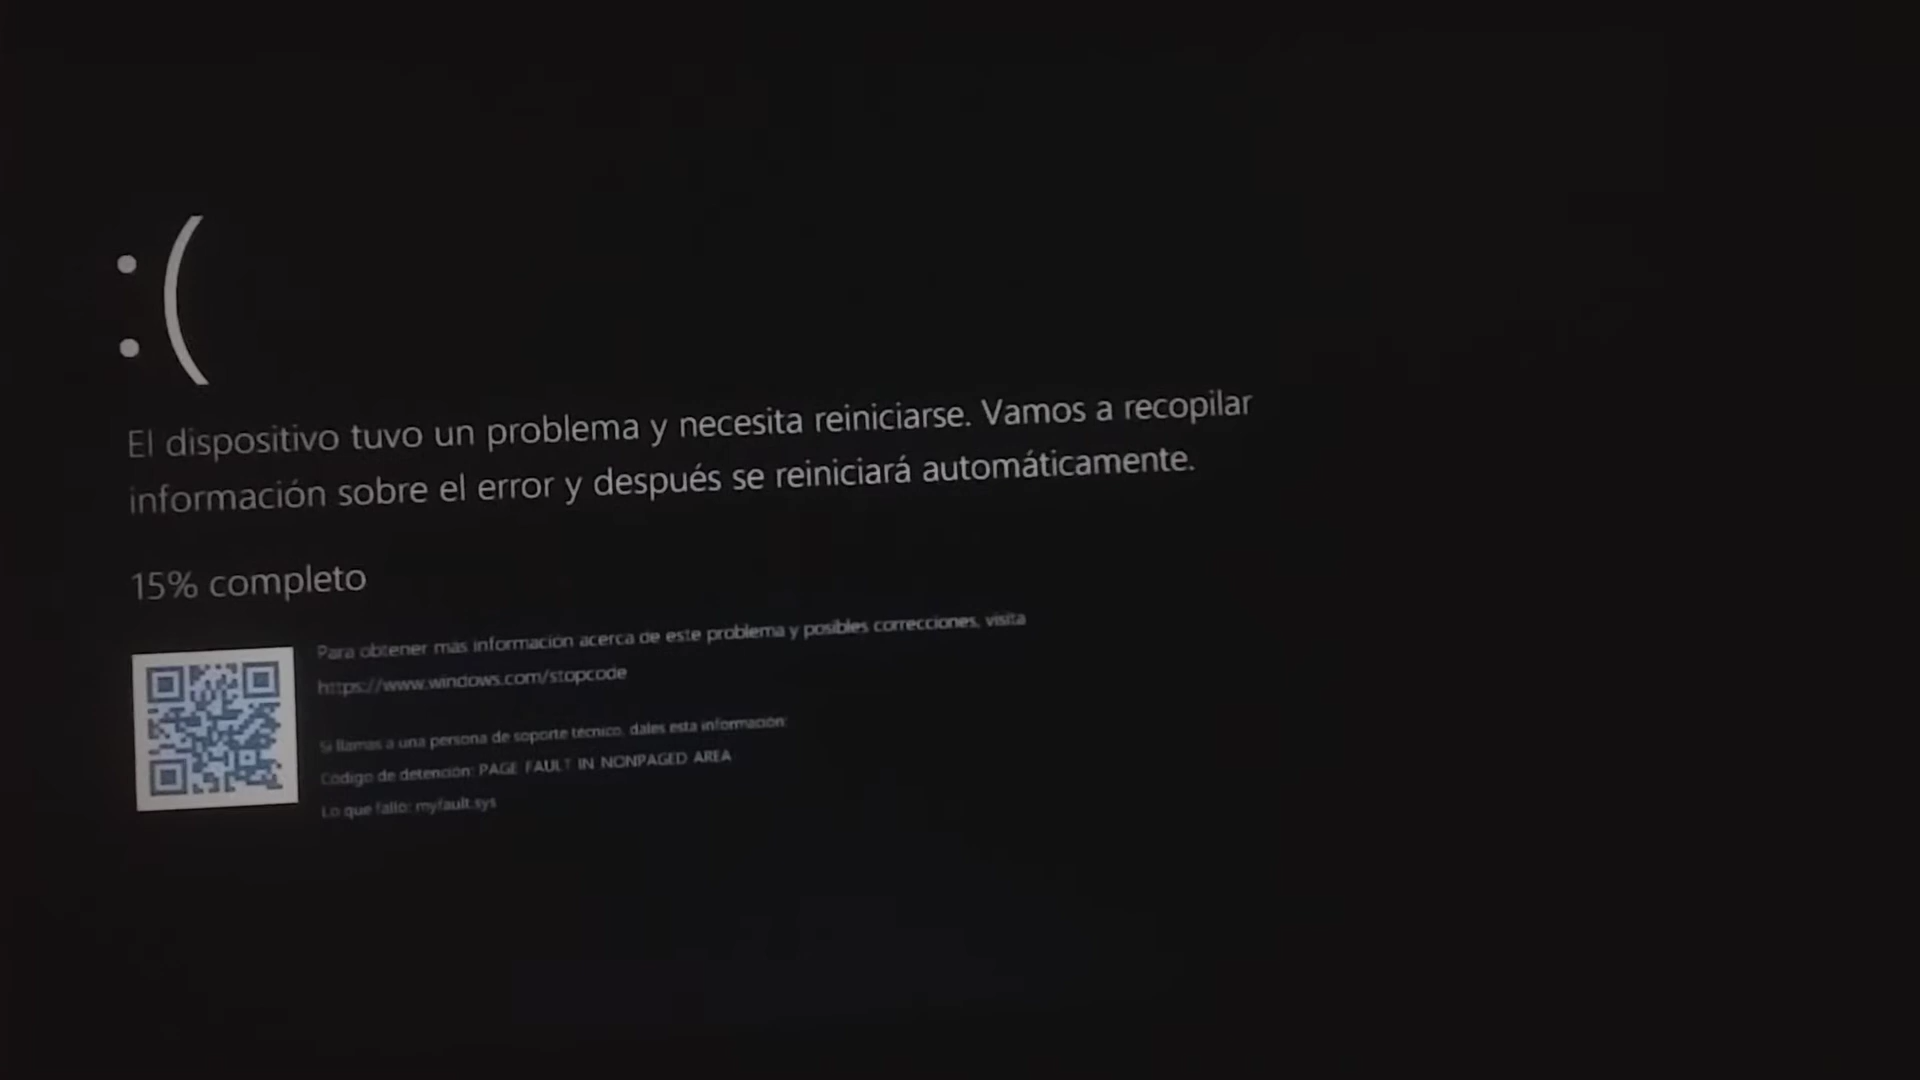 :(
El dispositivo tuvo un problema y necesita reiniciarse. Vamos a recopilar
información sobre el error y después se reiniciará automáticamente.
15% completo
Para obtener más información acerca de este problema y posibles correcciones, visita
https://www.windows.com/stopcode
Si llamas a una persona de soporte técnico, dales esta información:
Código de detención: PAGE FAULT IN NONPAGED AREA
Lo que falló: myfault.sys